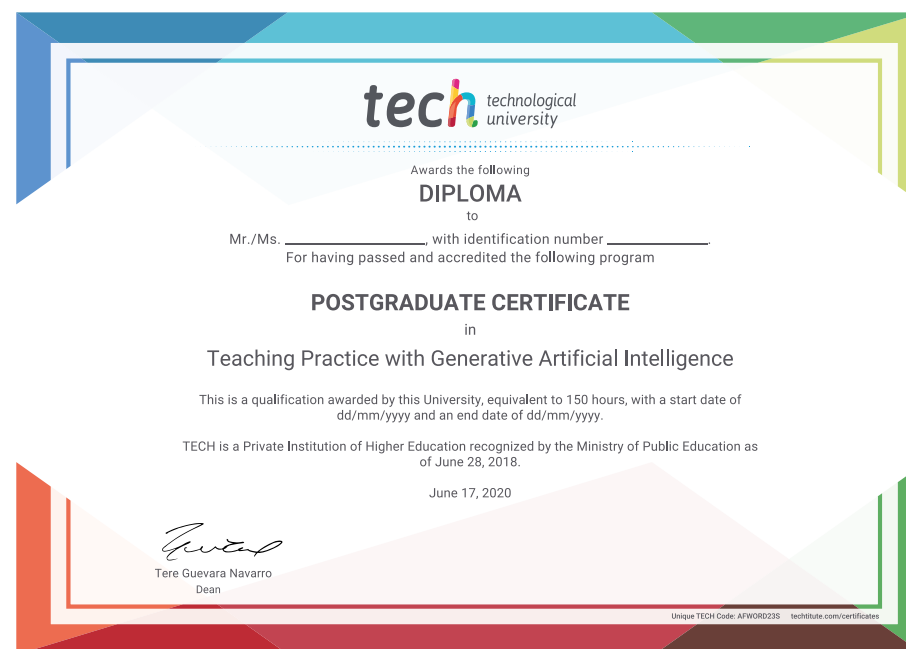 tech technological
university
Awards the following
DIPLOMA
to
Mr./Ms. ________________, with identification number ____________.
For having passed and accredited the following program
POSTGRADUATE CERTIFICATE
in
Teaching Practice with Generative Artificial Intelligence
This is a qualification awarded by this University, equivalent to 150 hours, with a start date of
dd/mm/yyyy and an end date of dd/mm/yyyy.
TECH is a Private Institution of Higher Education recognized by the Ministry of Public Education as
of June 28, 2018.
June 17, 2020
Tere Guevara Navarro
Dean
Unique TECH Code: AFWORD23S techtitute.com/certificates